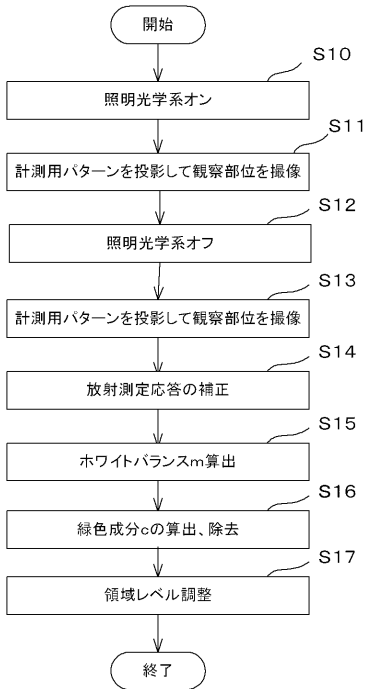 開始
S10
照明光学系オン
S11
計測用パターンを投影して観察部位を撮像
S12
照明光学系オフ
S13
計測用パターンを投影して観察部位を撮像
S14
放射測定応答の補正
S15
ホワイトバランスm算出
S16
緑色成分cの算出、除去
S17
領域レベル調整
終了